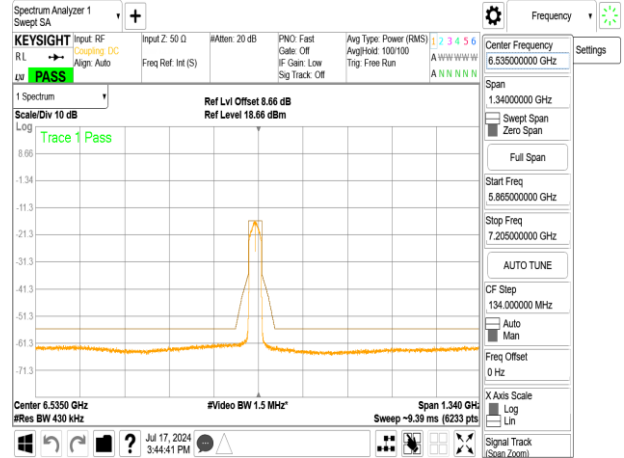 Spectrum Analyzer 1
Swept SA
KEYSIGHT
Input: RF
Coupling: DC
Align: Auto
Input Z: 50 Ω
Freq Ref: Int (S)
#Atten: 20 dB
PNO: Fast
Gate: Off
IF Gain: Low
Sig Track: Off
Avg Type: Power (RMS)
Avg|Hold: 100/100
Trig: Free Run
1 2 3 4 5 6
A W W W W W
A N N N N N
RL
LW
PASS
1 Spectrum
Scale/Div 10 dB
Ref Lvl Offset 8.66 dB
Ref Level 18.66 dBm
Log
Trace 1 Pass
8.66
-1.34
-11.3
-21.3
-31.3
-41.3
-51.3
-61.3
-71.3
Center 6.5350 GHz
#Video BW 1.5 MHz*
Span 1.340 GHz
#Res BW 430 kHz
Sweep ~9.39 ms (6233 pts)
Jul 17, 2024
3:44:41 PM
?
Frequency
Settings
Center Frequency
6.535000000 GHz
Span
1.34000000 GHz
Swept Span
Zero Span
Full Span
Start Freq
5.865000000 GHz
Stop Freq
7.205000000 GHz
AUTO TUNE
CF Step
134.000000 MHz
Auto
Man
Freq Offset
0 Hz
X Axis Scale
Log
Lin
Signal Track
(Span Zoom)